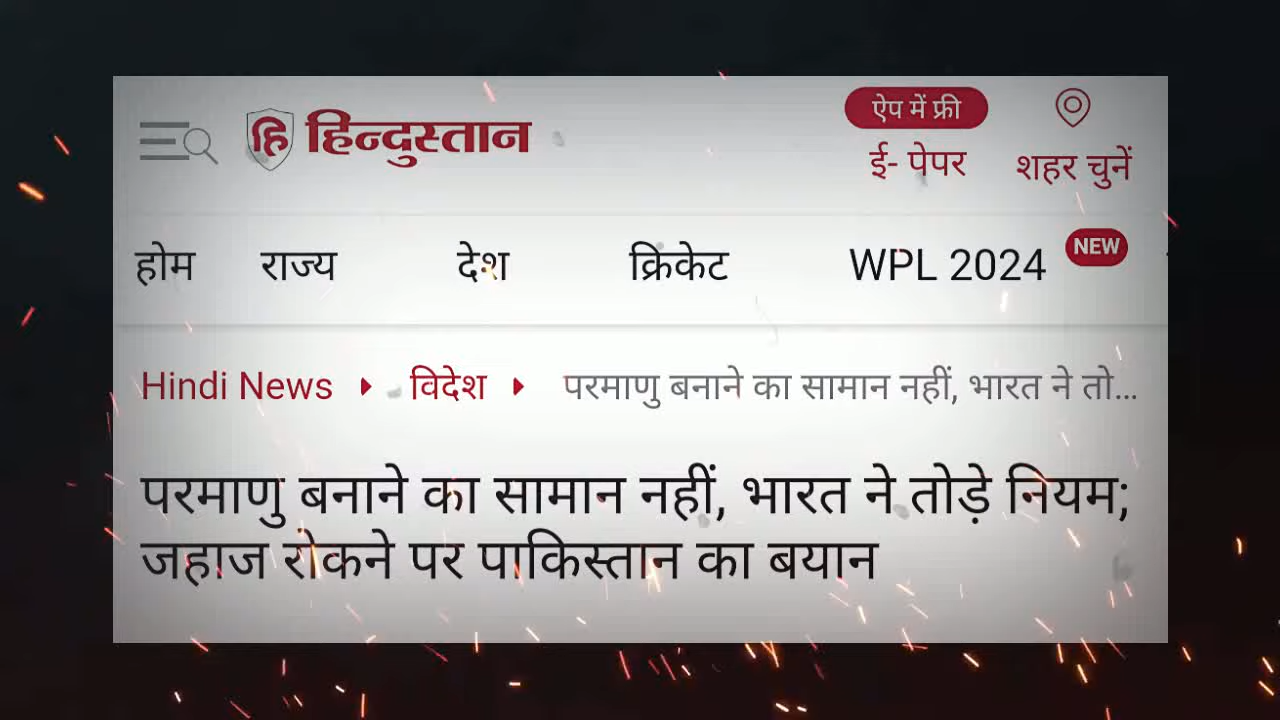 हि हिन्दुस्तान
ऐप में फ्री
ई- पेपर
शहर चुनें
होम राज्य देश क्रिकेट WPL 2024 NEW
Hindi News विदेश परमाणु बनाने का सामान नहीं, भारत ने तो...
परमाणु बनाने का सामान नहीं, भारत ने तोड़े नियम;
जहाज रोकने पर पाकिस्तान का बयान